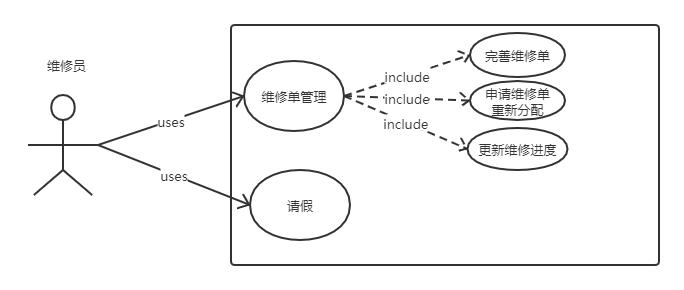 维修员
uses
uses
维修单管理
请假
include
include
include
完善维修单
申请维修单
重新分配
更新维修进度